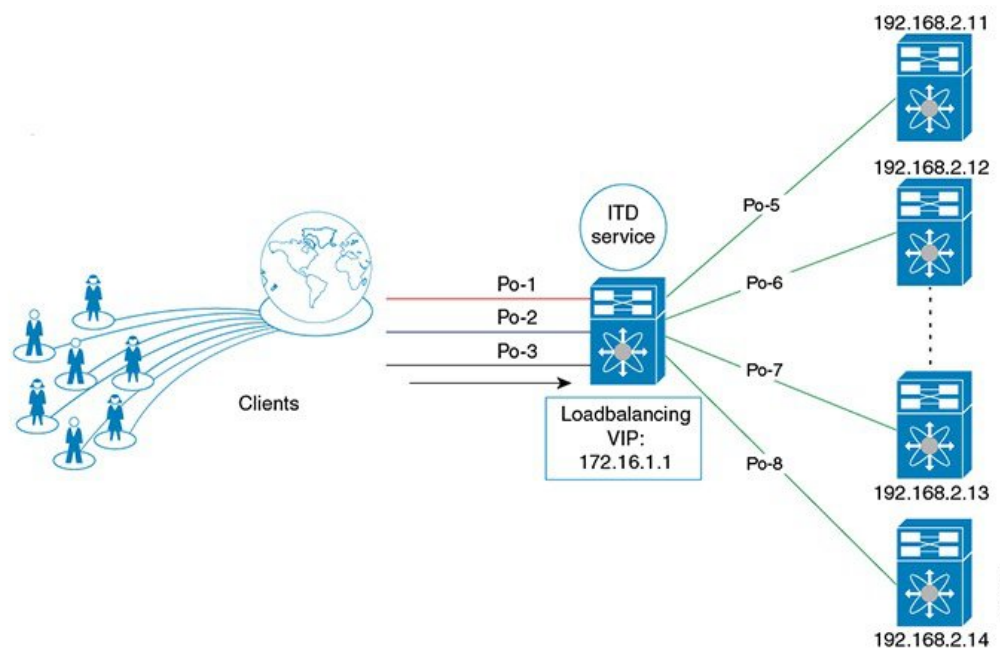 192.168.2.11
192.168.2.12
ITD
service
Po-5
Po-6
Po-1
Po-2
Po-3
Po-7
Clients
Loadbalancing
VIP:
172.16.1.1
Po-8
192.168.2.13
192.168.2.14